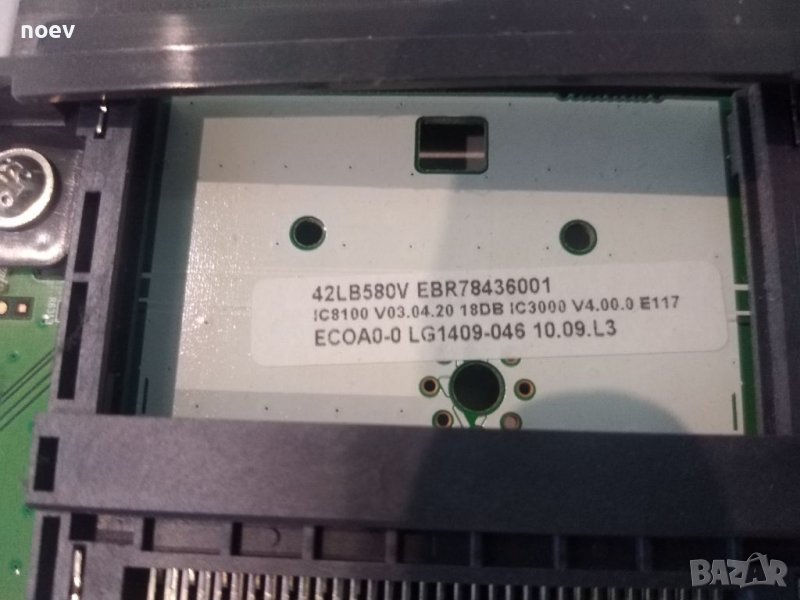 noev
42LB580V EBR78436001
IC8100 V03.04.20 18DB IC3000 V4.00.0 E117
ECOA0-0 LG1409-046 10.09.L3
BAZAR